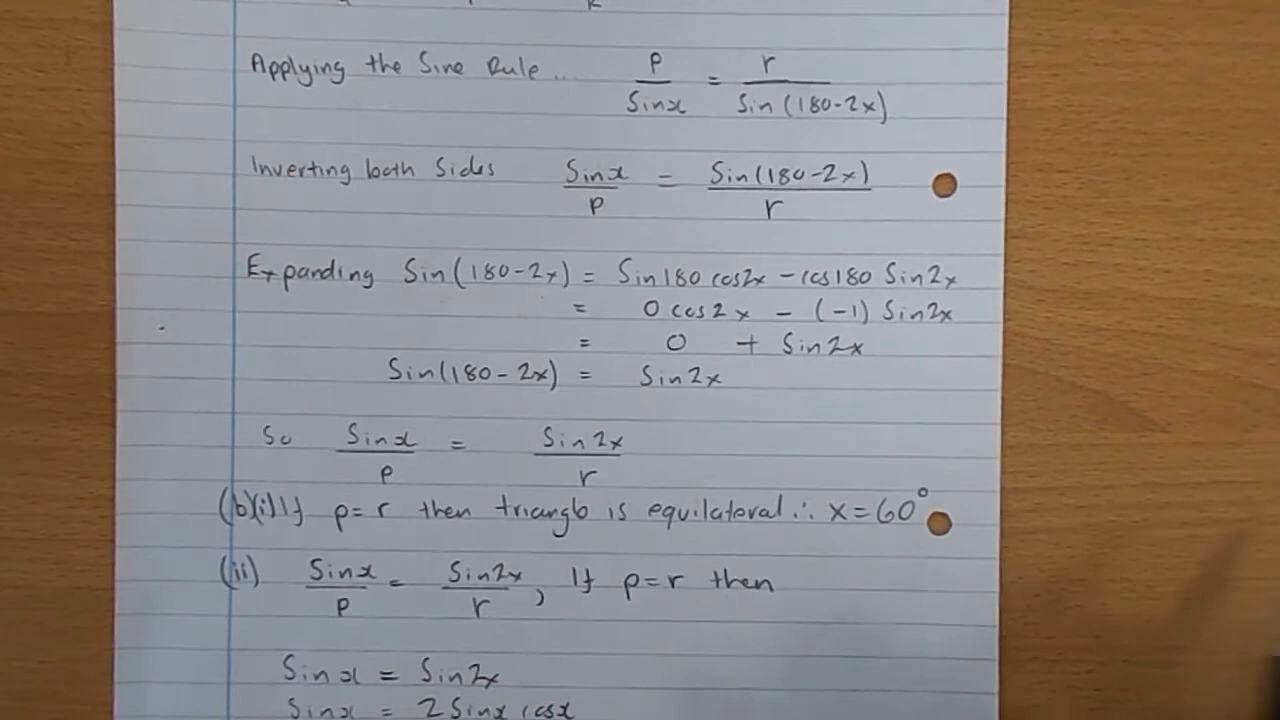 Applying the Sine Rule... p/Sinx = r/Sin(180-2x)
Inverting both Sides Sinx/p = Sin(180-2x)/r
Expanding Sin(180-2x) = Sin180 cos2x - cos180 Sin2x
= 0 cos2x - (-1) Sin2x
= 0 + Sin2x
Sin(180-2x) = Sin2x
So Sinx/p = Sin2x/r
(b)(i) If p=r then triangle is equilateral ∴ x=60°
(ii) Sinx/p = Sin2x/r, If p=r then
Sinx = Sin2x
Sinx = 2Sinx cosx